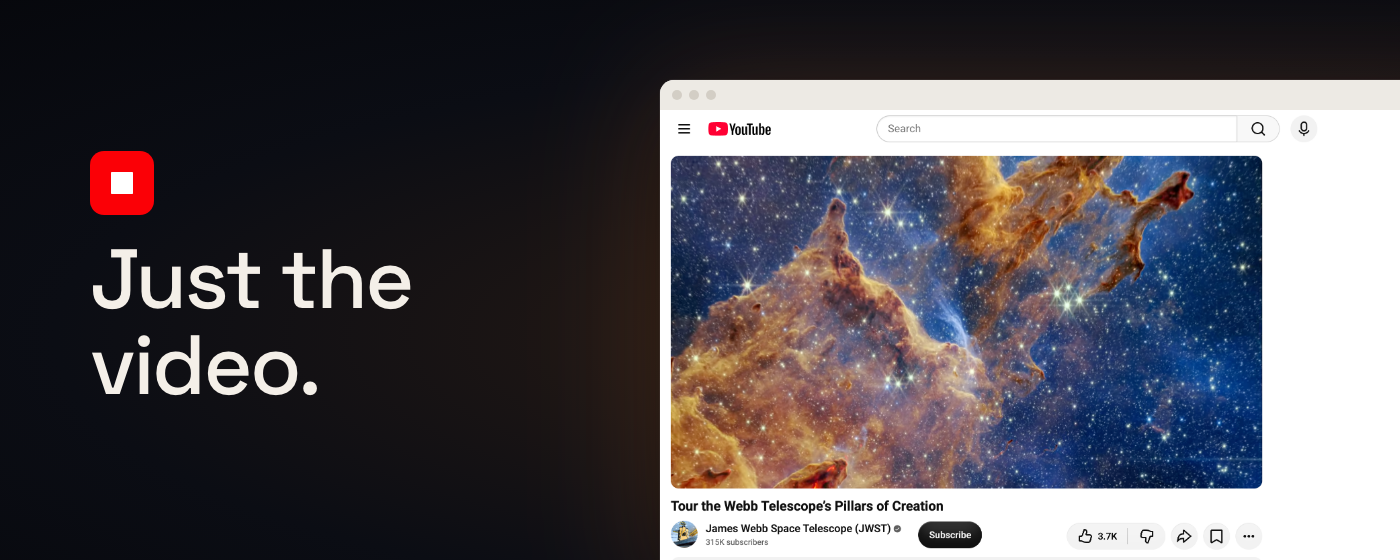 Just the
video.
YouTube
Search
Tour the Webb Telescope’s Pillars of Creation
James Webb Space Telescope (JWST)
315K subscribers
Subscribe
3.7K